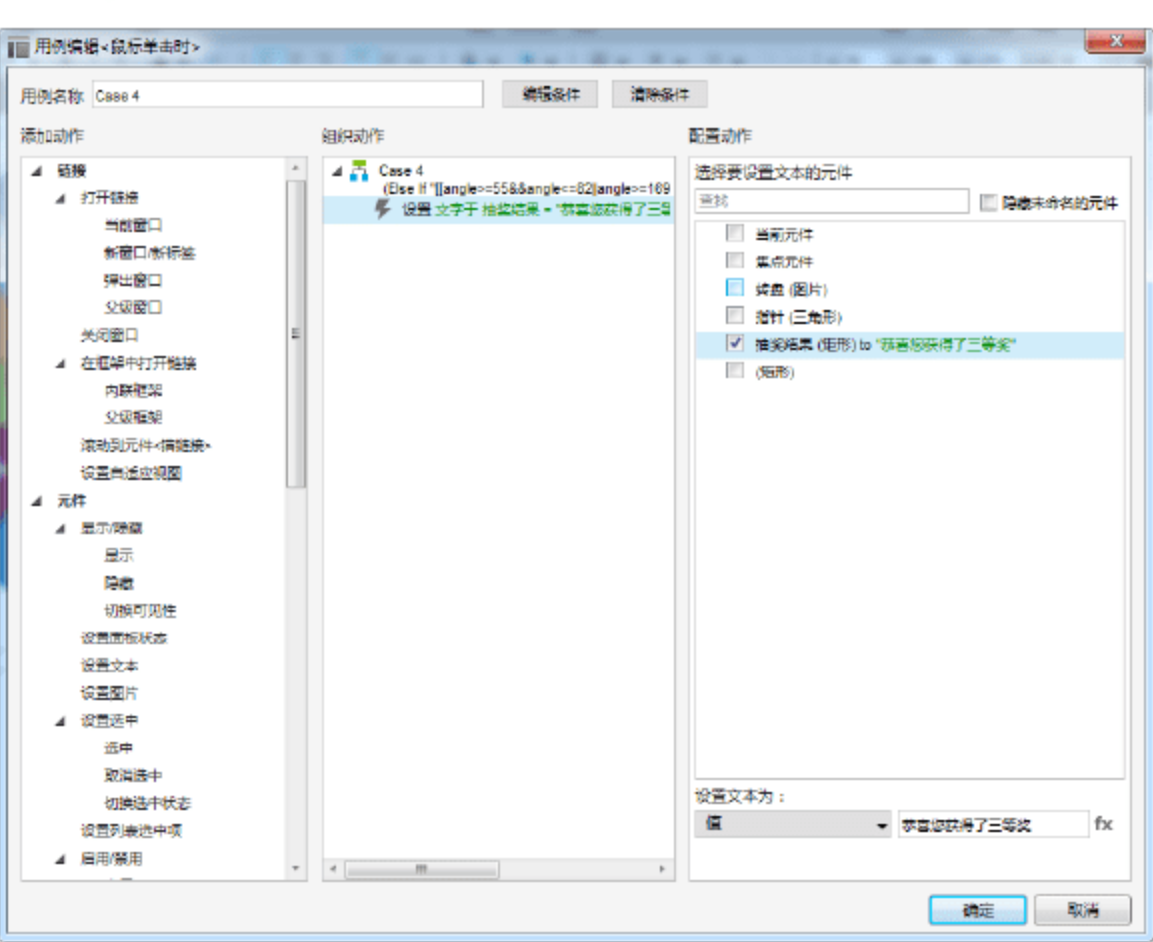 用例编辑<鼠标单击时>
用例名称 Case 4 编辑条件 清除条件
添加动作 组织动作 配置动作
链接
打开链接
当前窗口
新窗口/新标签
弹出窗口
父级窗口
关闭窗口
在框架中打开链接
内联框架
父级框架
滚动到元件<锚链接>
设置自适应视图
元件
显示/隐藏
显示
隐藏
切换可见性
设置面板状态
设置文本
设置图片
设置选中
选中
取消选中
切换选中状态
设置列表选中项
启用/禁用
Case 4
(Else If "[[angle>=55&&angle<=82||angle>=169
设置 文字于 抽奖结果 = "恭喜您获得了三等
选择要设置文本的元件
查找 隐藏未命名的元件
当前元件
焦点元件
转盘 (图片)
指针 (三角形)
抽奖结果 (矩形) to "恭喜您获得了三等奖"
(矩形)
设置文本为：
值 恭喜您获得了三等奖 fx
确定 取消